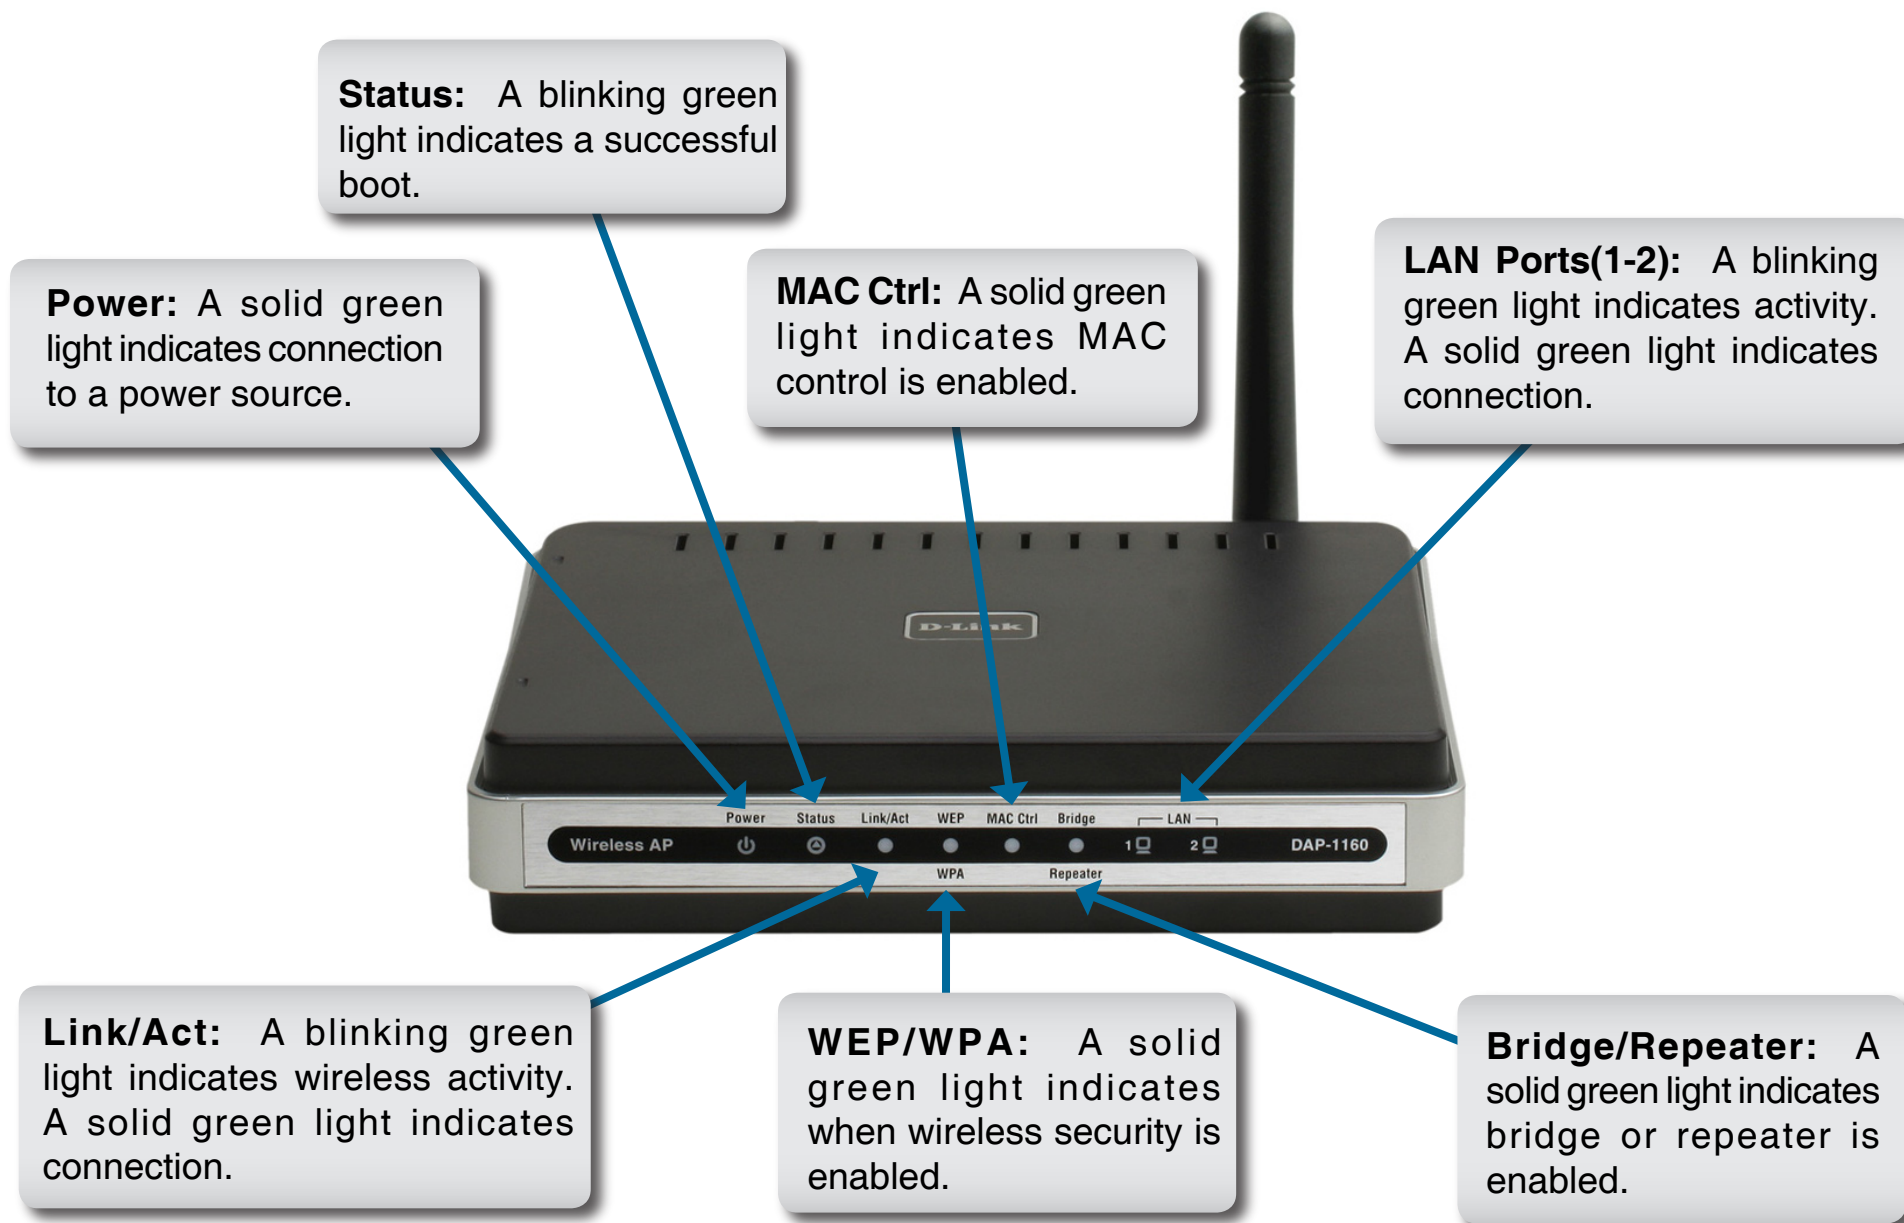 Status: A blinking green
light indicates a successful
boot.
Power: A solid green
light indicates connection
to a power source.
MAC Ctrl: A solid green
light indicates MAC
control is enabled.
LAN Ports(1-2): A blinking
green light indicates activity.
A solid green light indicates
connection.
D-Link
Power Status Link/Act WEP MAC Ctrl Bridge LAN
Wireless AP 1 2 DAP-1160
WPA Repeater
Link/Act: A blinking green
light indicates wireless activity.
A solid green light indicates
connection.
WEP/WPA: A solid
green light indicates
when wireless security is
enabled.
Bridge/Repeater: A
solid green light indicates
bridge or repeater is
enabled.